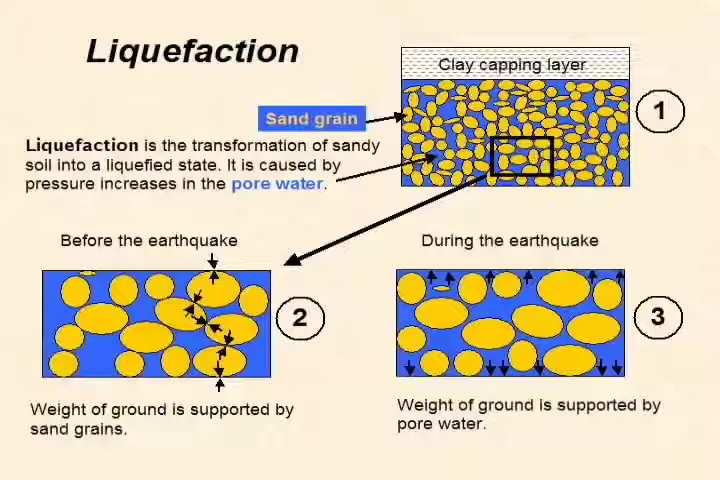 Liquefaction
Clay capping layer
1
Sand grain
Liquefaction is the transformation of sandy
soil into a liquefied state. It is caused by
pressure increases in the pore water.
Before the earthquake
During the earthquake
2
3
Weight of ground is supported by
sand grains.
Weight of ground is supported by
pore water.